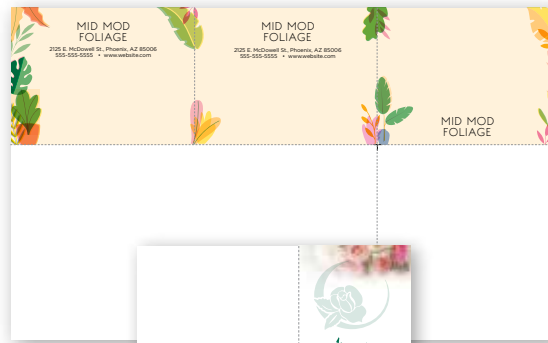 MID MOD
FOLIAGE
2125 E. McDowell St., Phoenix, AZ 85006
555-555-5555 • www.website.com
MID MOD
FOLIAGE
2125 E. McDowell St., Phoenix, AZ 85006
555-555-5555 • www.website.com
MID MOD
FOLIAGE